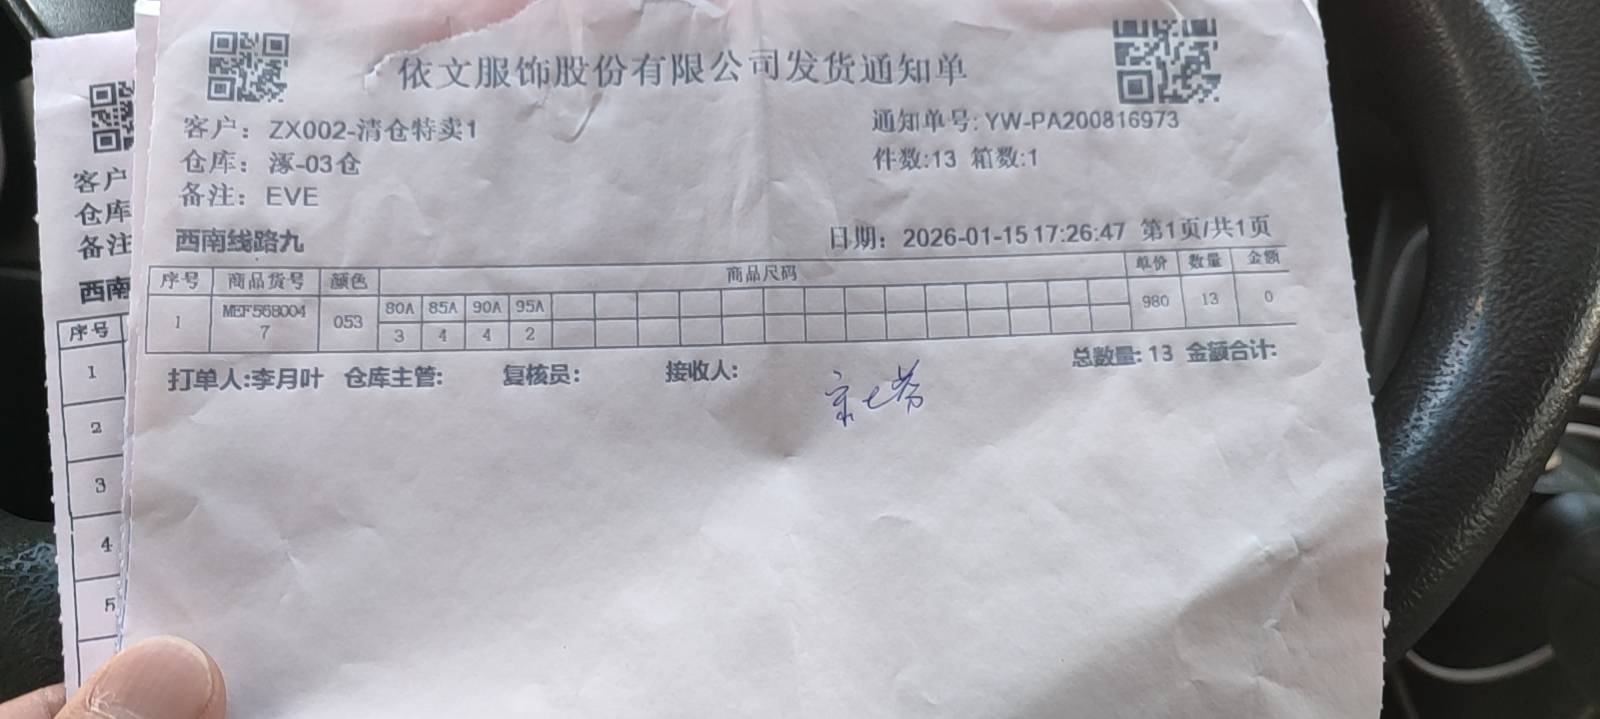 依文服饰股份有限公司发货通知单
客户：ZX002-清仓特卖1
通知单号：YW-PA200816973
仓库：涿-03仓
件数:13 箱数:1
备注：EVE
西南线路九
日期：2026-01-15 17:26:47 第1页/共1页
序号 商品货号 颜色 商品尺码 单价 数量 金额
80A 85A 90A 95A
1 MEF5680047 053 980 13 0
3 4 4 2
打单人:李月叶 仓库主管: 复核员: 接收人: 总数量: 13 金额合计:
客户
仓库
备注
西南
序号
1
2
3
4
5